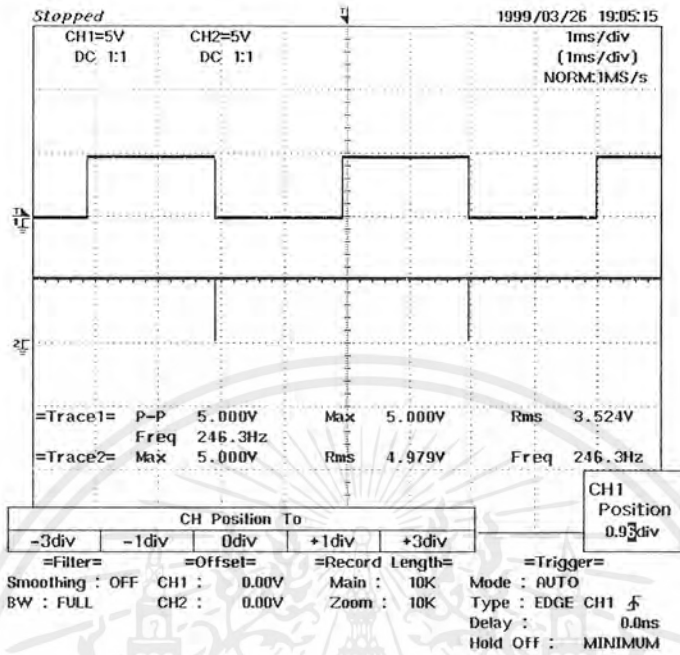 Stopped 1999/03/26 19:05:15
CH1=5V CH2=5V 1ms/div
DC 1:1 DC 1:1 (1ms/div)
NORM:1MS/s
=Trace1= P-P 5.000V Max 5.000V Rms 3.524V
Freq 246.3Hz
=Trace2= Max 5.000V Rms 4.979V Freq 246.3Hz
CH1
Position
CH Position To
-3div -1div 0div +1div +3div
=Filter= =Offset= =Record Length= =Trigger=
Smoothing : OFF CH1 : 0.00V Main : 10K Mode : AUTO
BW : FULL CH2 : 0.00V Zoom : 10K Type : EDGE CH1
Delay : 0.0ns
Hold Off : MINIMUM